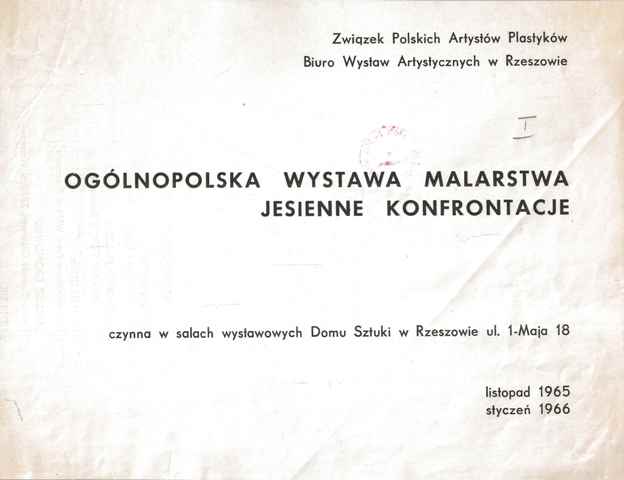 Związek Polskich Artystów Plastyków
Biuro Wystaw Artystycznych w Rzeszowie
I
OGÓLNOPOLSKA WYSTAWA MALARSTWA
JESIENNE KONFRONTACJE
czynna w salach wystawowych Domu Sztuki w Rzeszowie ul. 1-Maja 18
listopad 1965
styczeń 1966